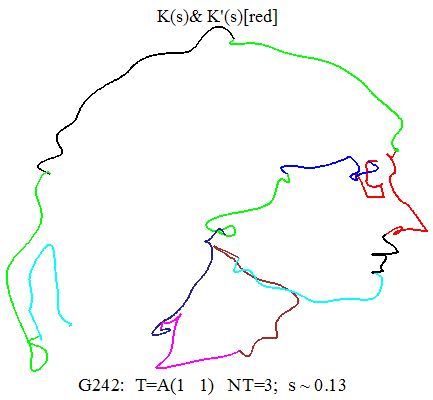 K(s)& K'(s)[red]
G242: T=A(1 1) NT=3; s ~ 0.13